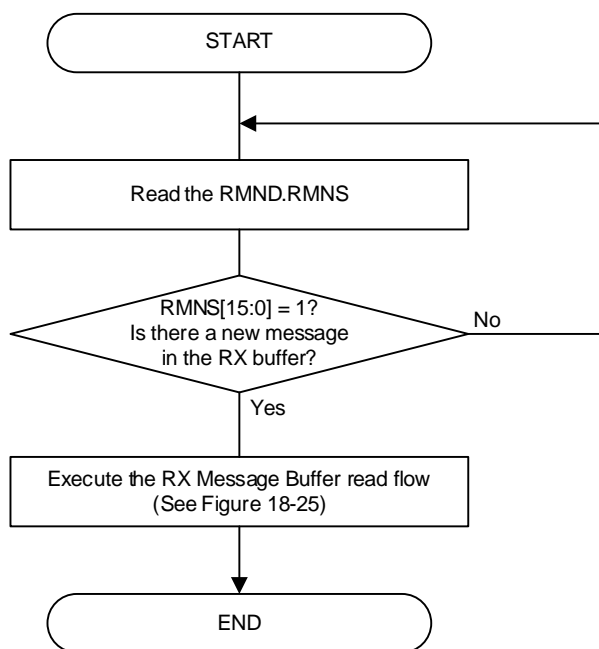 START
Read the RMND.RMNS
RMNS[15:0] = 1?
Is there a new message
in the RX buffer?
No
Yes
Execute the RX Message Buffer read flow
(See Figure 18-25)
END